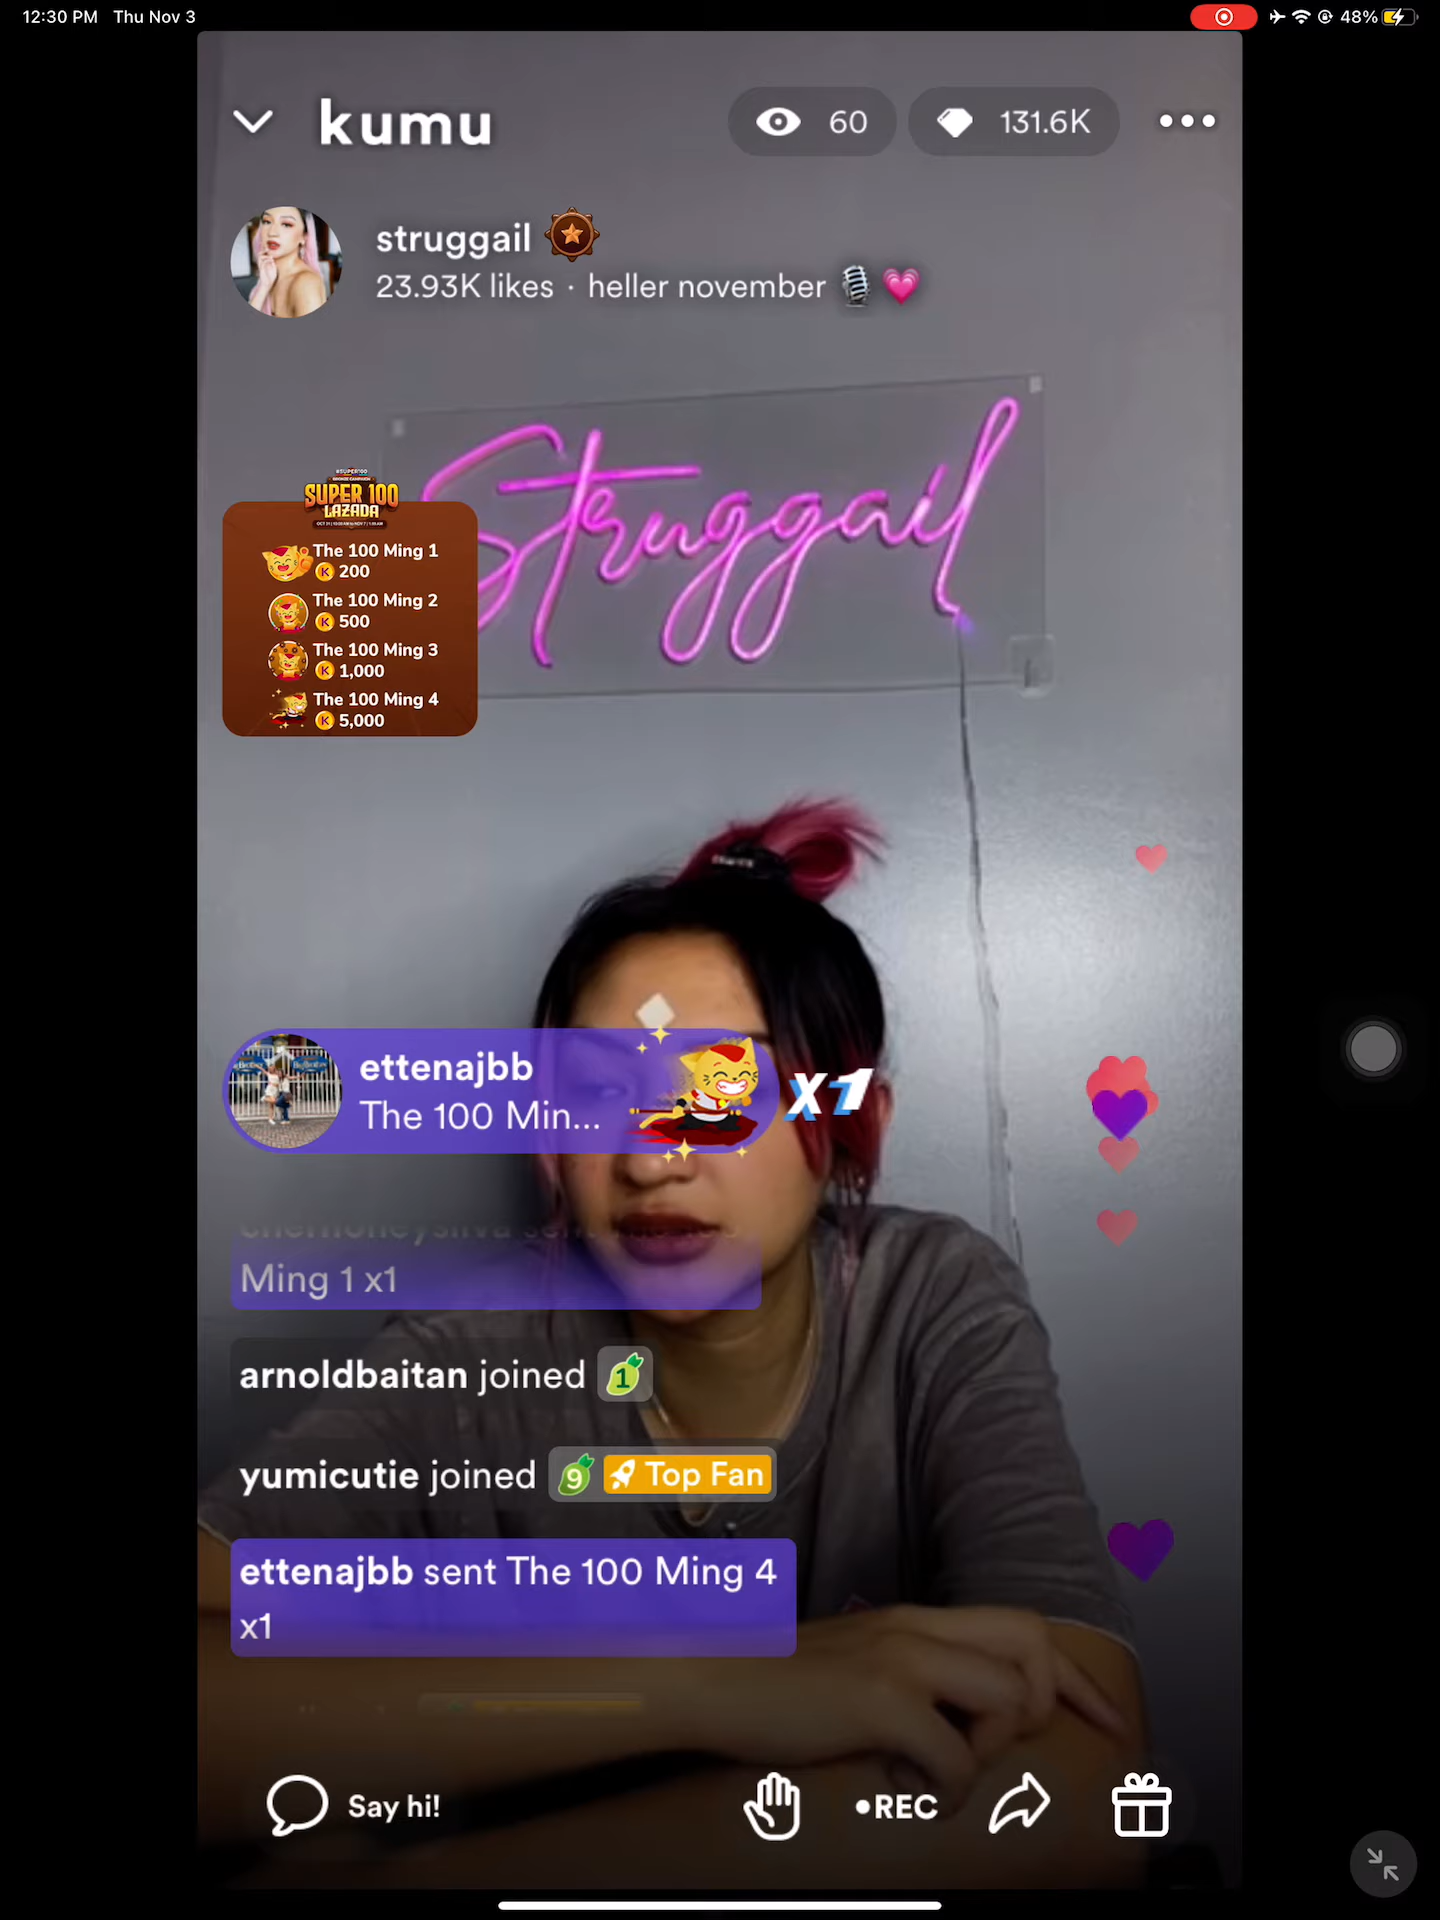 12:30 PM Thu Nov 3
48%
kumu
60
131.6K
struggail
23.93K likes · heller november
Struggail
#SUPER100
SUPER 100
LAZADA
The 100 Ming 1
K 200
The 100 Ming 2
K 500
The 100 Ming 3
K 1,000
The 100 Ming 4
K 5,000
ettenajbb
The 100 Min...
X1
Ming 1 x1
arnoldbaitan joined 1
yumicutie joined 9 Top Fan
ettenajbb sent The 100 Ming 4
x1
Say hi!
•REC